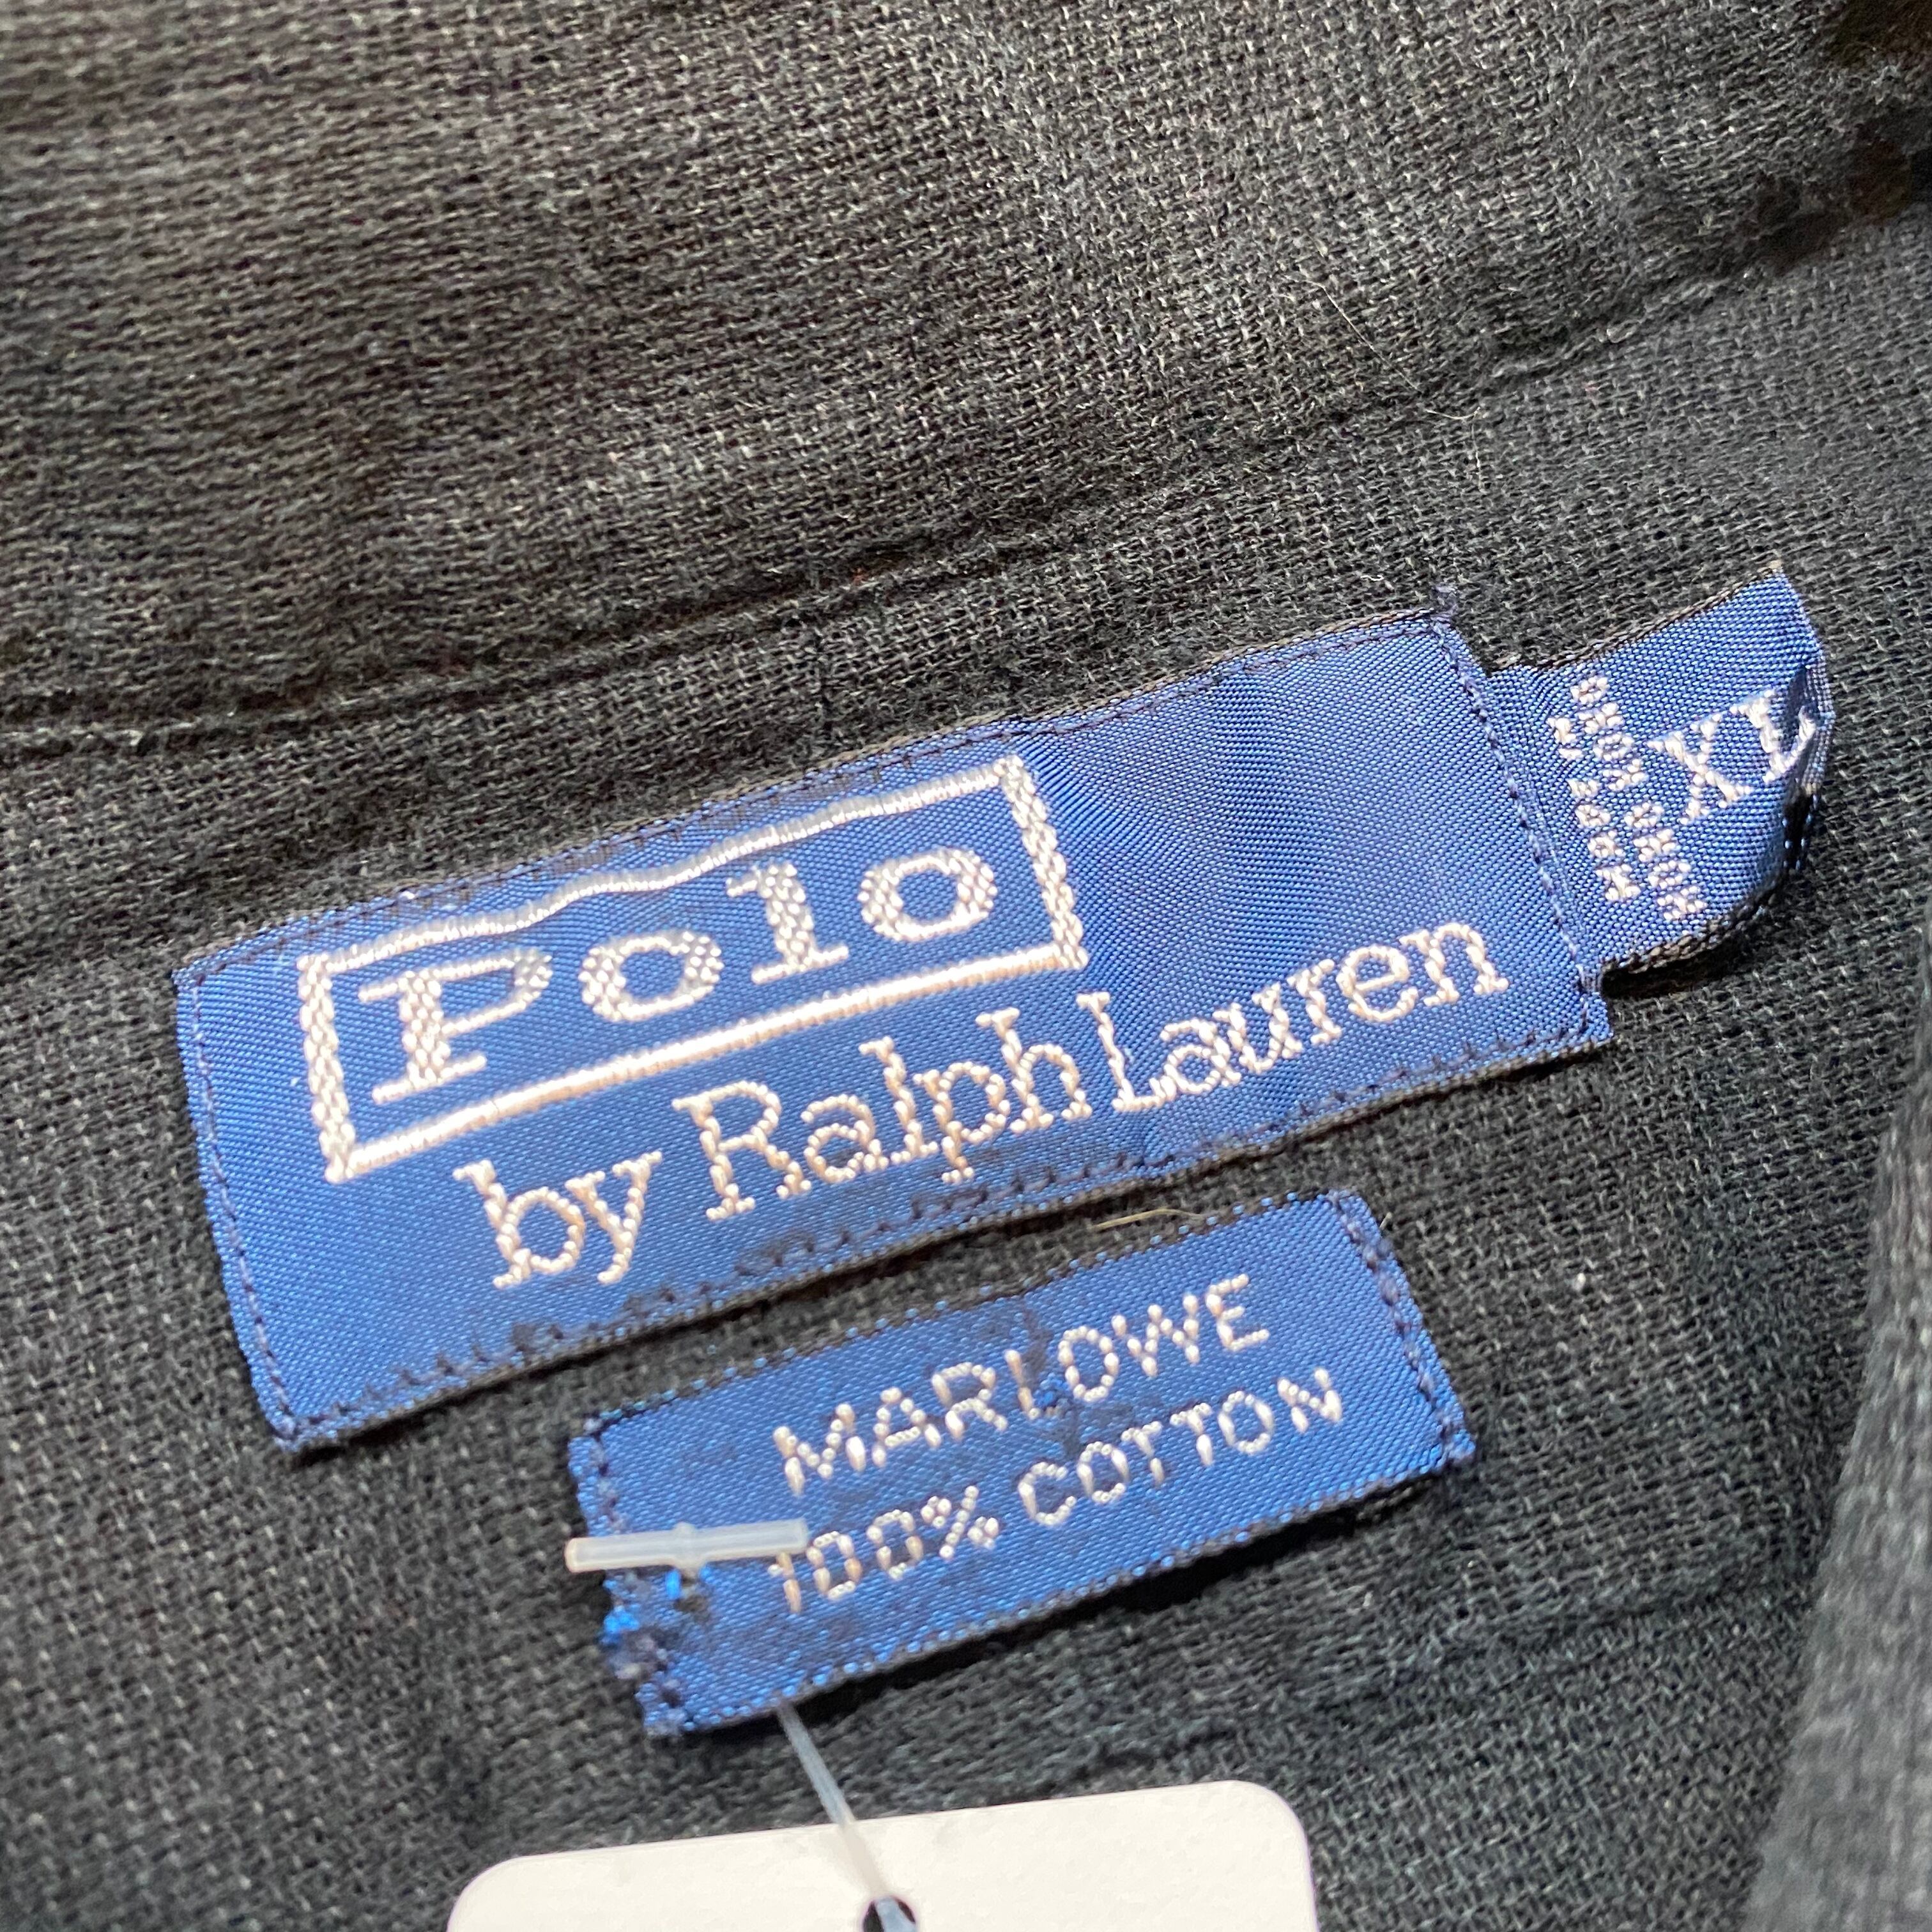 Polo
by Ralph Lauren
XL
MARLOWE
100% COTTON